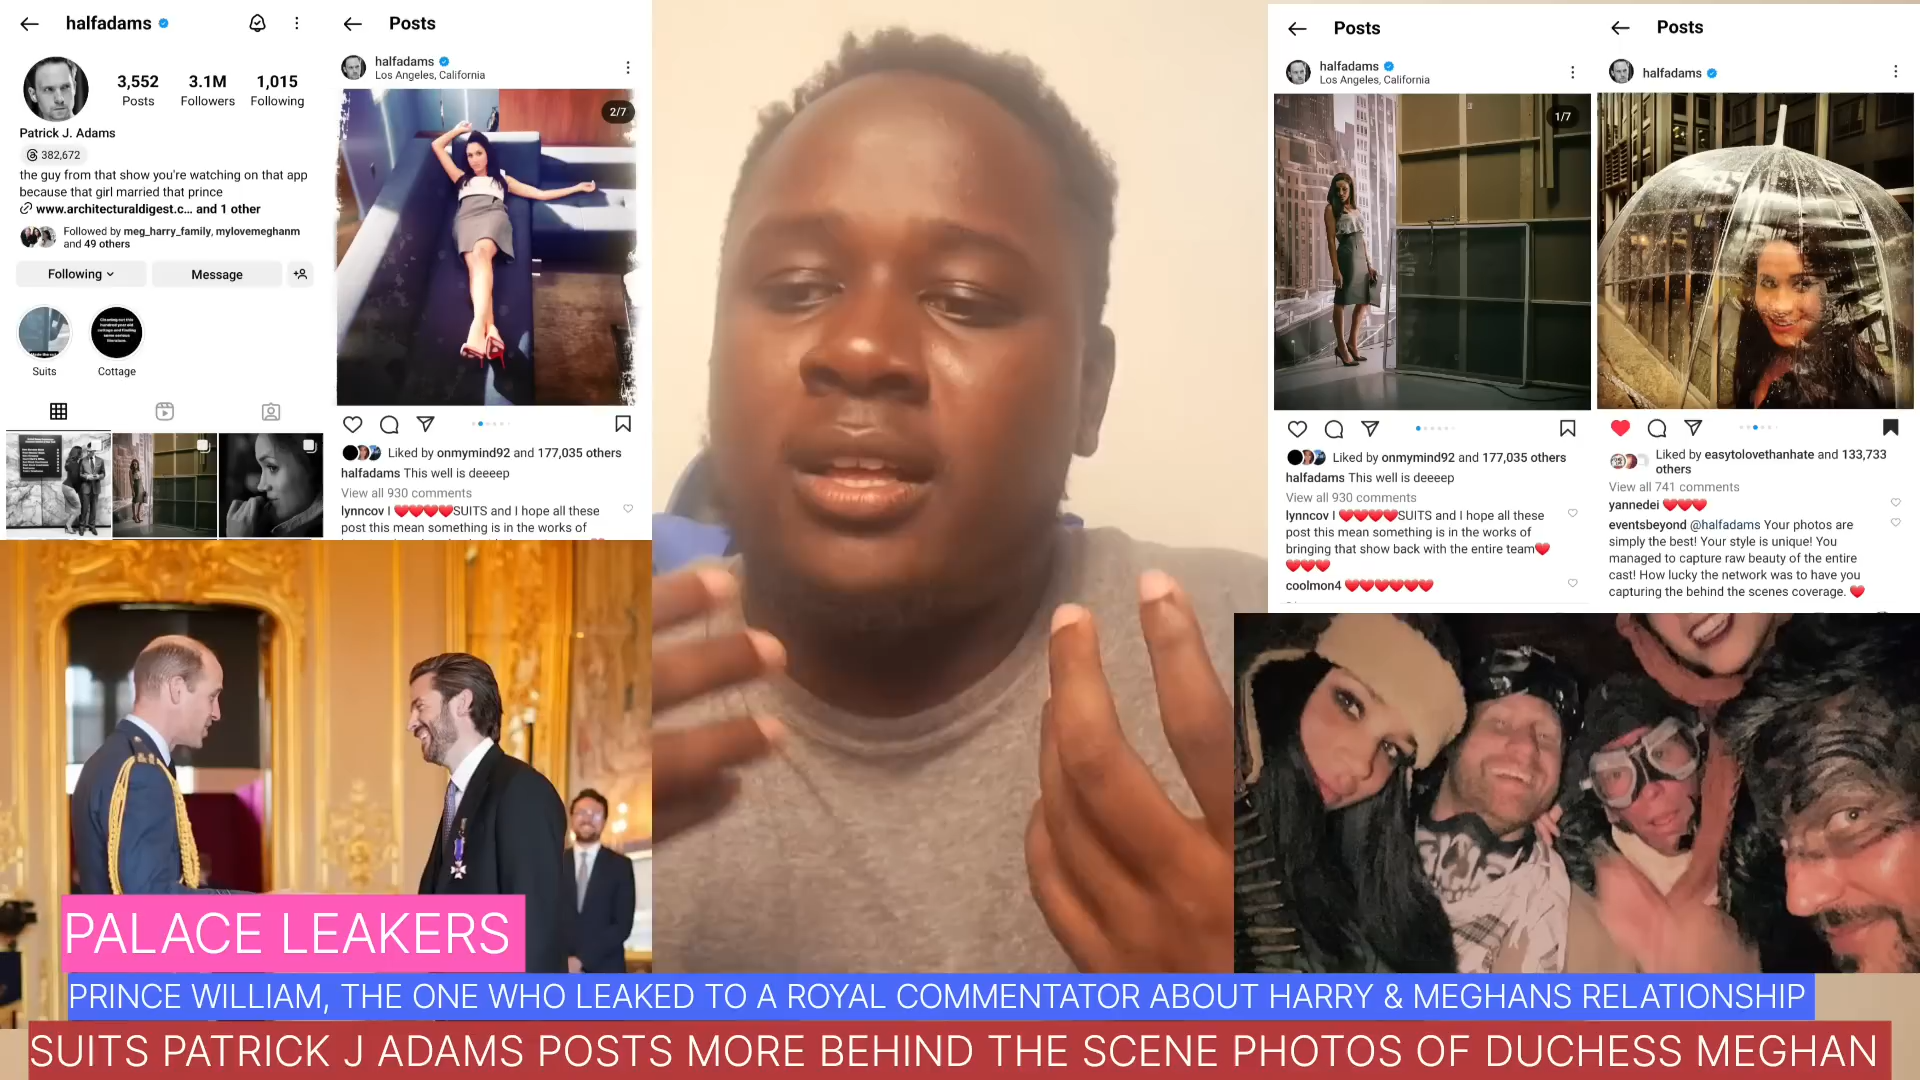 halfadams
3,552
3.1M
1,015
Posts
Followers
Following
Patrick J. Adams
382,672
the guy from that show you're watching on that app
because that girl married that prince
www.architecturaldigest.c... and 1 other
Followed by meg_harry_family, mylovemeghanm
and 49 others
Following
Message
Suits
Cottage
Posts
halfadams
Los Angeles, California
2/7
Liked by onmymind92 and 177,035 others
halfadams This well is deeeep
View all 930 comments
lynncov I ❤️❤️❤️❤️SUITS and I hope all these
post this mean something is in the works of
Posts
halfadams
Los Angeles, California
1/7
Liked by onmymind92 and 177,035 others
halfadams This well is deeeep
View all 930 comments
lynncov I ❤️❤️❤️❤️SUITS and I hope all these
post this mean something is in the works of
bringing that show back with the entire team❤️
❤️❤️❤️
coolmon4 ❤️❤️❤️❤️❤️❤️
Posts
halfadams
Liked by easytolovethanhate and 133,733
others
View all 741 comments
yannedei ❤️❤️❤️
eventsbeyond @halfadams Your photos are
simply the best! Your style is unique! You
managed to capture raw beauty of the entire
cast! How lucky the network was to have you
capturing the behind the scenes coverage. ❤️
PALACE LEAKERS
PRINCE WILLIAM, THE ONE WHO LEAKED TO A ROYAL COMMENTATOR ABOUT HARRY & MEGHANS RELATIONSHIP
SUITS PATRICK J ADAMS POSTS MORE BEHIND THE SCENE PHOTOS OF DUCHESS MEGHAN